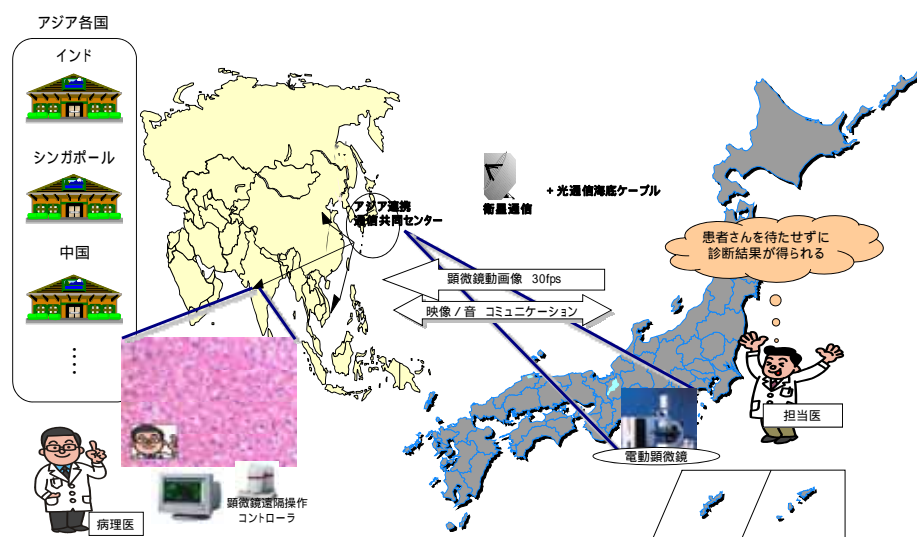 アジア各国
インド
シンガポール
中国
⋮
アジア連携
通信共同センター
衛星通信
+ 光通信海底ケーブル
患者さんを待たせずに
診断結果が得られる
顕微鏡動画像 30fps
映像/音 コミュニケーション
担当医
電動顕微鏡
顕微鏡遠隔操作
コントローラ
病理医